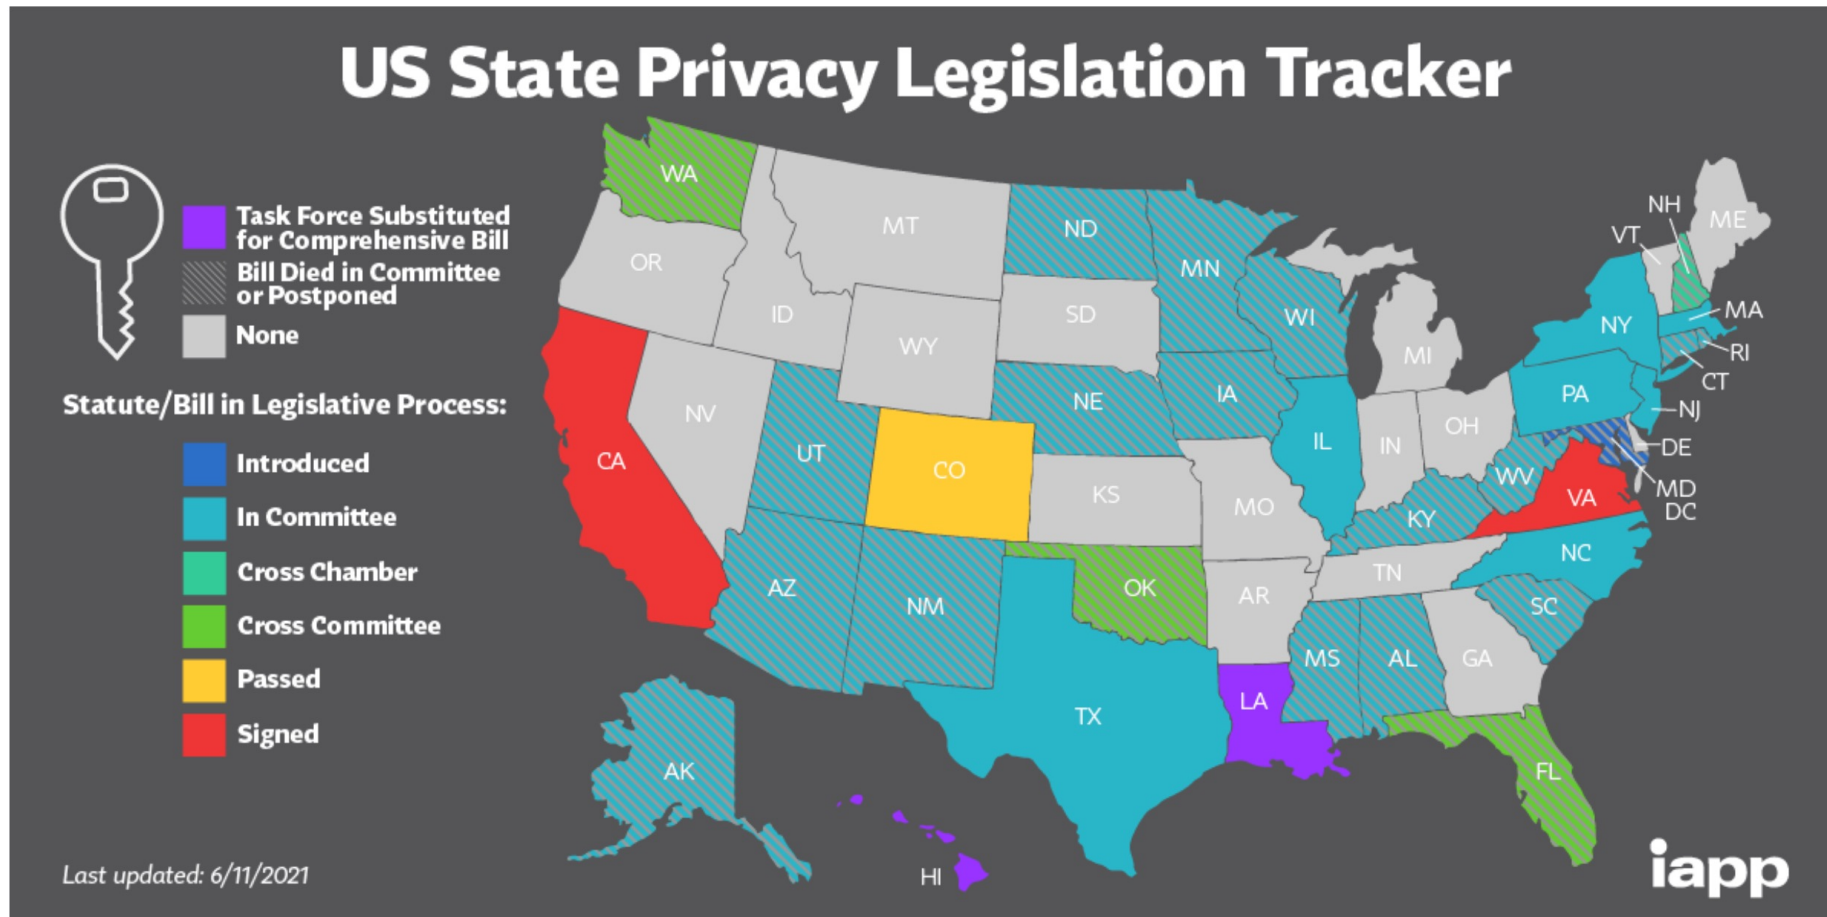 US State Privacy Legislation Tracker
Task Force Substituted
for Comprehensive Bill
Bill Died in Committee
or Postponed
None
Statute/Bill in Legislative Process:
Introduced
In Committee
Cross Chamber
Cross Committee
Passed
Signed
Last updated: 6/11/2021
WA
OR
CA
NV
ID
MT
WY
UT
CO
AZ
NM
ND
SD
NE
KS
OK
TX
MN
IA
MO
AR
LA
WI
IL
MI
IN
OH
KY
TN
MS
AL
GA
FL
SC
NC
VA
WV
PA
NY
VT
NH
ME
MA
RI
CT
NJ
DE
MD
DC
AK
HI
iapp